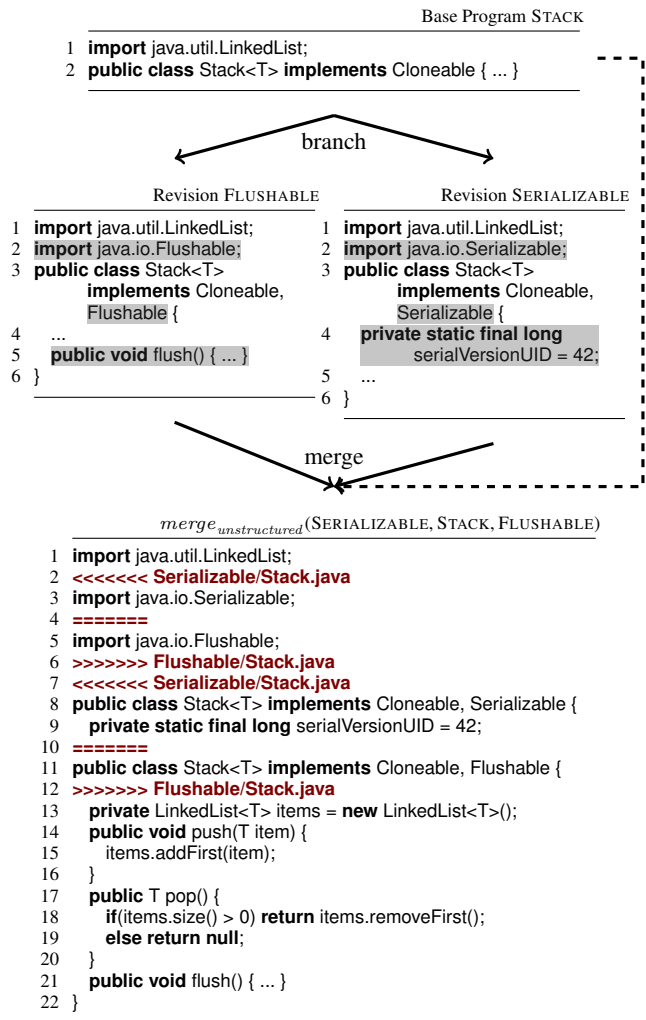 Base Program STACK
1 import java.util.LinkedList;
2 public class Stack<T> implements Cloneable { ... }
branch
Revision FLUSHABLE
1 import java.util.LinkedList;
2 import java.io.Flushable;
3 public class Stack<T>
implements Cloneable,
Flushable {
4 ...
5 public void flush() { ... }
6 }
Revision SERIALIZABLE
1 import java.util.LinkedList;
2 import java.io.Serializable;
3 public class Stack<T>
implements Cloneable,
Serializable {
4 private static final long
serialVersionUID = 42;
5 ...
6 }
merge
merge_unstructured(SERIALIZABLE, STACK, FLUSHABLE)
1 import java.util.LinkedList;
2 <<<<<<< Serializable/Stack.java
3 import java.io.Serializable;
4 =======
5 import java.io.Flushable;
6 >>>>>>> Flushable/Stack.java
7 <<<<<<< Serializable/Stack.java
8 public class Stack<T> implements Cloneable, Serializable {
9 private static final long serialVersionUID = 42;
10 =======
11 public class Stack<T> implements Cloneable, Flushable {
12 >>>>>>> Flushable/Stack.java
13 private LinkedList<T> items = new LinkedList<T>();
14 public void push(T item) {
15 items.addFirst(item);
16 }
17 public T pop() {
18 if(items.size() > 0) return items.removeFirst();
19 else return null;
20 }
21 public void flush() { ... }
22 }